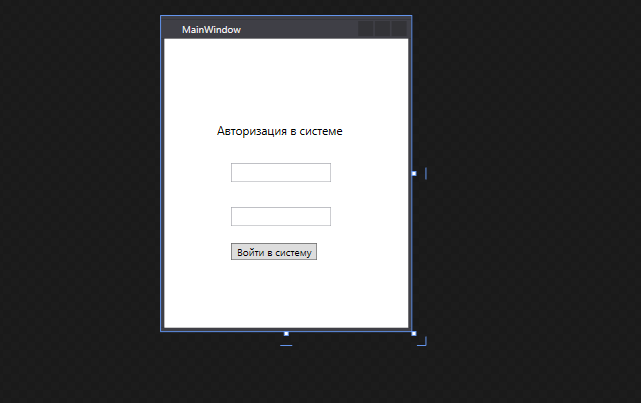 MainWindow
Авторизация в системе
Войти в систему